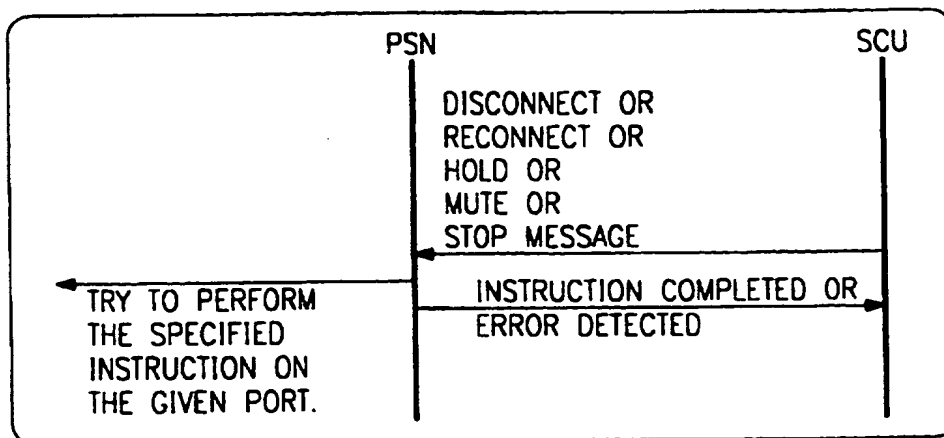 PSN
SCU
DISCONNECT OR
RECONNECT OR
HOLD OR
MUTE OR
STOP MESSAGE
TRY TO PERFORM
THE SPECIFIED
INSTRUCTION ON
THE GIVEN PORT.
INSTRUCTION COMPLETED OR
ERROR DETECTED